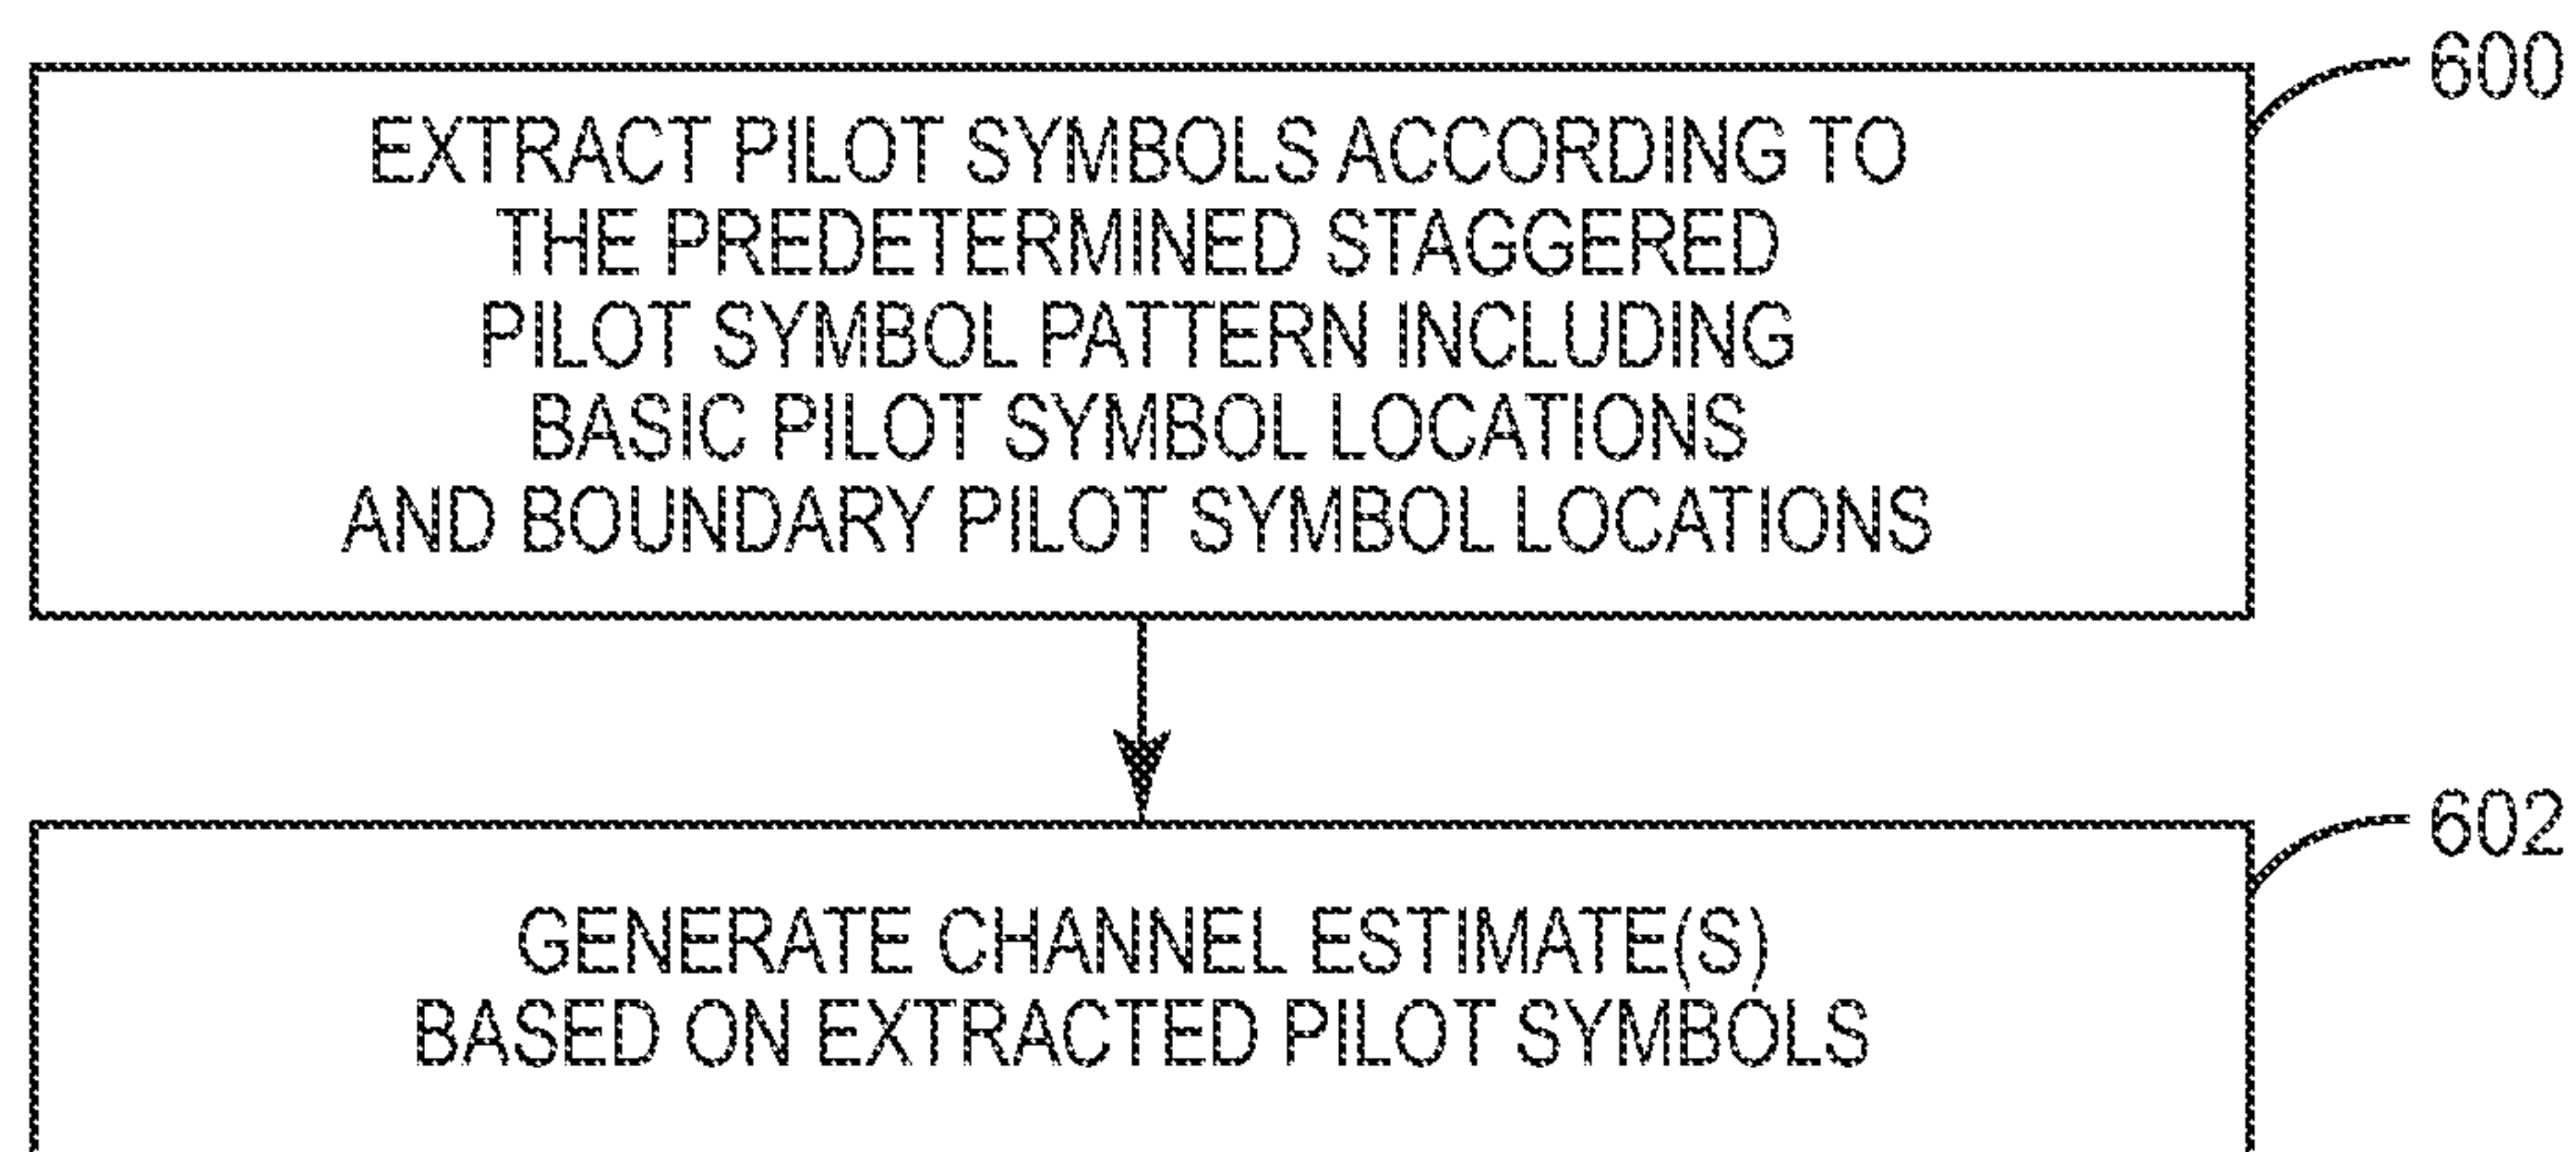 600
EXTRACT PILOT SYMBOLS ACCORDING TO
THE PREDETERMINED STAGGERED
PILOT SYMBOL PATTERN INCLUDING
BASIC PILOT SYMBOL LOCATIONS
AND BOUNDARY PILOT SYMBOL LOCATIONS
602
GENERATE CHANNEL ESTIMATE(S)
BASED ON EXTRACTED PILOT SYMBOLS